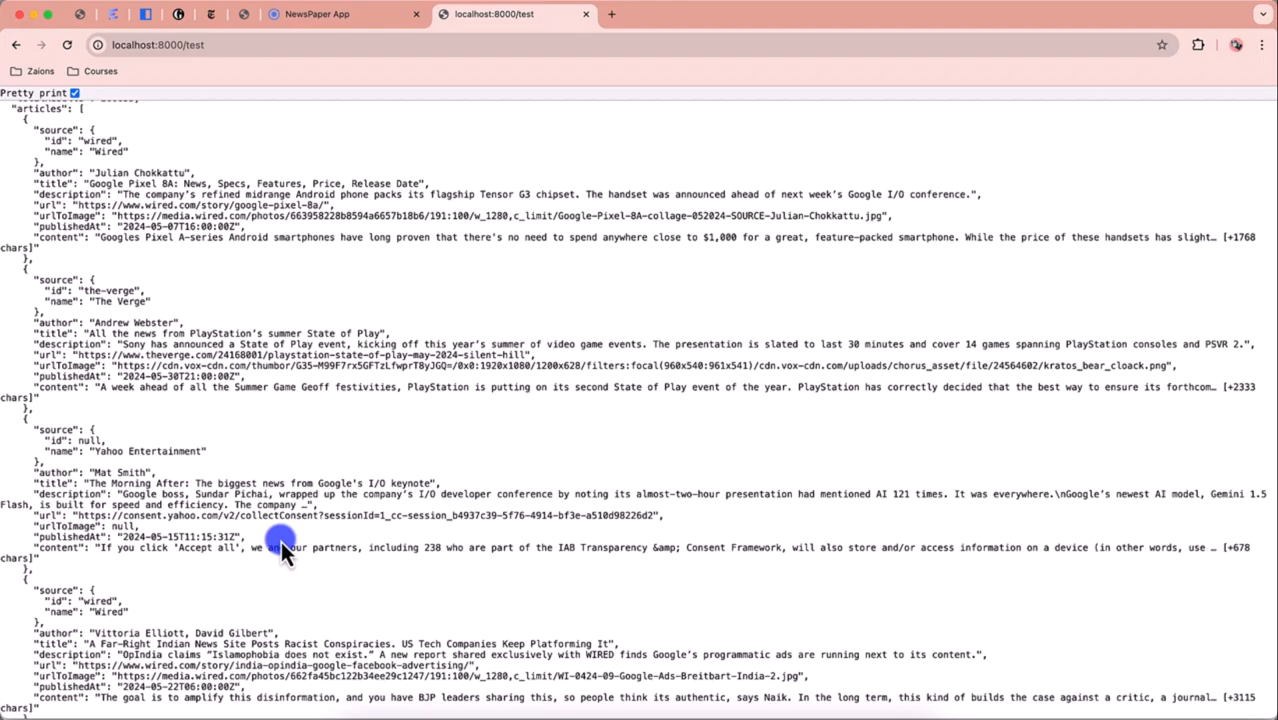 NewsPaper App
localhost:8000/test
localhost:8000/test
Zaions
Courses
Pretty print
"articles": [
{
"source": {
"id": "wired",
"name": "Wired"
},
"author": "Julian Chokkattu",
"title": "Google Pixel 8A: News, Specs, Features, Price, Release Date",
"description": "The company’s refined midrange Android phone packs its flagship Tensor G3 chipset. The handset was announced ahead of next week’s Google I/O conference.",
"url": "https://www.wired.com/story/google-pixel-8a/",
"urlToImage": "https://media.wired.com/photos/663958228b8594a6657b18b6/191:100/w_1280,c_limit/Google-Pixel-8A-collage-052024-SOURCE-Julian-Chokkattu.jpg",
"publishedAt": "2024-05-07T16:00:00Z",
"content": "Googles Pixel A-series Android smartphones have long proven that there's no need to spend anywhere close to $1,000 for a great, feature-packed smartphone. While the price of these handsets has slight… [+1768
chars]"
},
{
"source": {
"id": "the-verge",
"name": "The Verge"
},
"author": "Andrew Webster",
"title": "All the news from PlayStation’s summer State of Play",
"description": "Sony has announced a State of Play event, kicking off this year’s summer of video game events. The presentation is slated to last 30 minutes and cover 14 games spanning PlayStation consoles and PSVR 2.",
"url": "https://www.theverge.com/24168001/playstation-state-of-play-may-2024-silent-hill",
"urlToImage": "https://cdn.vox-cdn.com/thumbor/G35-M99F7rx5GFTzLfwprT8yJGQ=/0x0:1920x1080/1200x628/filters:focal(960x540:961x541)/cdn.vox-cdn.com/uploads/chorus_asset/file/24564602/kratos_bear_cloack.png",
"publishedAt": "2024-05-30T21:00:00Z",
"content": "A week ahead of all the Summer Game Geoff festivities, PlayStation is putting on its second State of Play event of the year. PlayStation has correctly decided that the best way to ensure its forthcom… [+2333
chars]"
},
{
"source": {
"id": null,
"name": "Yahoo Entertainment"
},
"author": "Mat Smith",
"title": "The Morning After: The biggest news from Google's I/O keynote",
"description": "Google boss, Sundar Pichai, wrapped up the company’s I/O developer conference by noting its almost-two-hour presentation had mentioned AI 121 times. It was everywhere.\nGoogle’s newest AI model, Gemini 1.5
Flash, is built for speed and efficiency. The company …",
"url": "https://consent.yahoo.com/v2/collectConsent?sessionId=1_cc-session_b4937c39-5f76-4914-bf3e-a510d98226d2",
"urlToImage": null,
"publishedAt": "2024-05-15T11:15:31Z",
"content": "If you click 'Accept all', we and our partners, including 238 who are part of the IAB Transparency &amp; Consent Framework, will also store and/or access information on a device (in other words, use … [+678
chars]"
},
{
"source": {
"id": "wired",
"name": "Wired"
},
"author": "Vittoria Elliott, David Gilbert",
"title": "A Far-Right Indian News Site Posts Racist Conspiracies. US Tech Companies Keep Platforming It",
"description": "OpIndia claims “Islamophobia does not exist.” A new report shared exclusively with WIRED finds Google’s programmatic ads are running next to its content.",
"url": "https://www.wired.com/story/india-opindia-google-facebook-advertising/",
"urlToImage": "https://media.wired.com/photos/662fa45bc122b34ee29c1247/191:100/w_1280,c_limit/WI-0424-09-Google-Ads-Breitbart-India-2.jpg",
"publishedAt": "2024-05-22T06:00:00Z",
"content": "The goal is to amplify this disinformation, and you have BJP leaders sharing this, so people think its authentic, says Naik. In the long term, this kind of builds the case against a critic, a journal… [+3115
chars]"